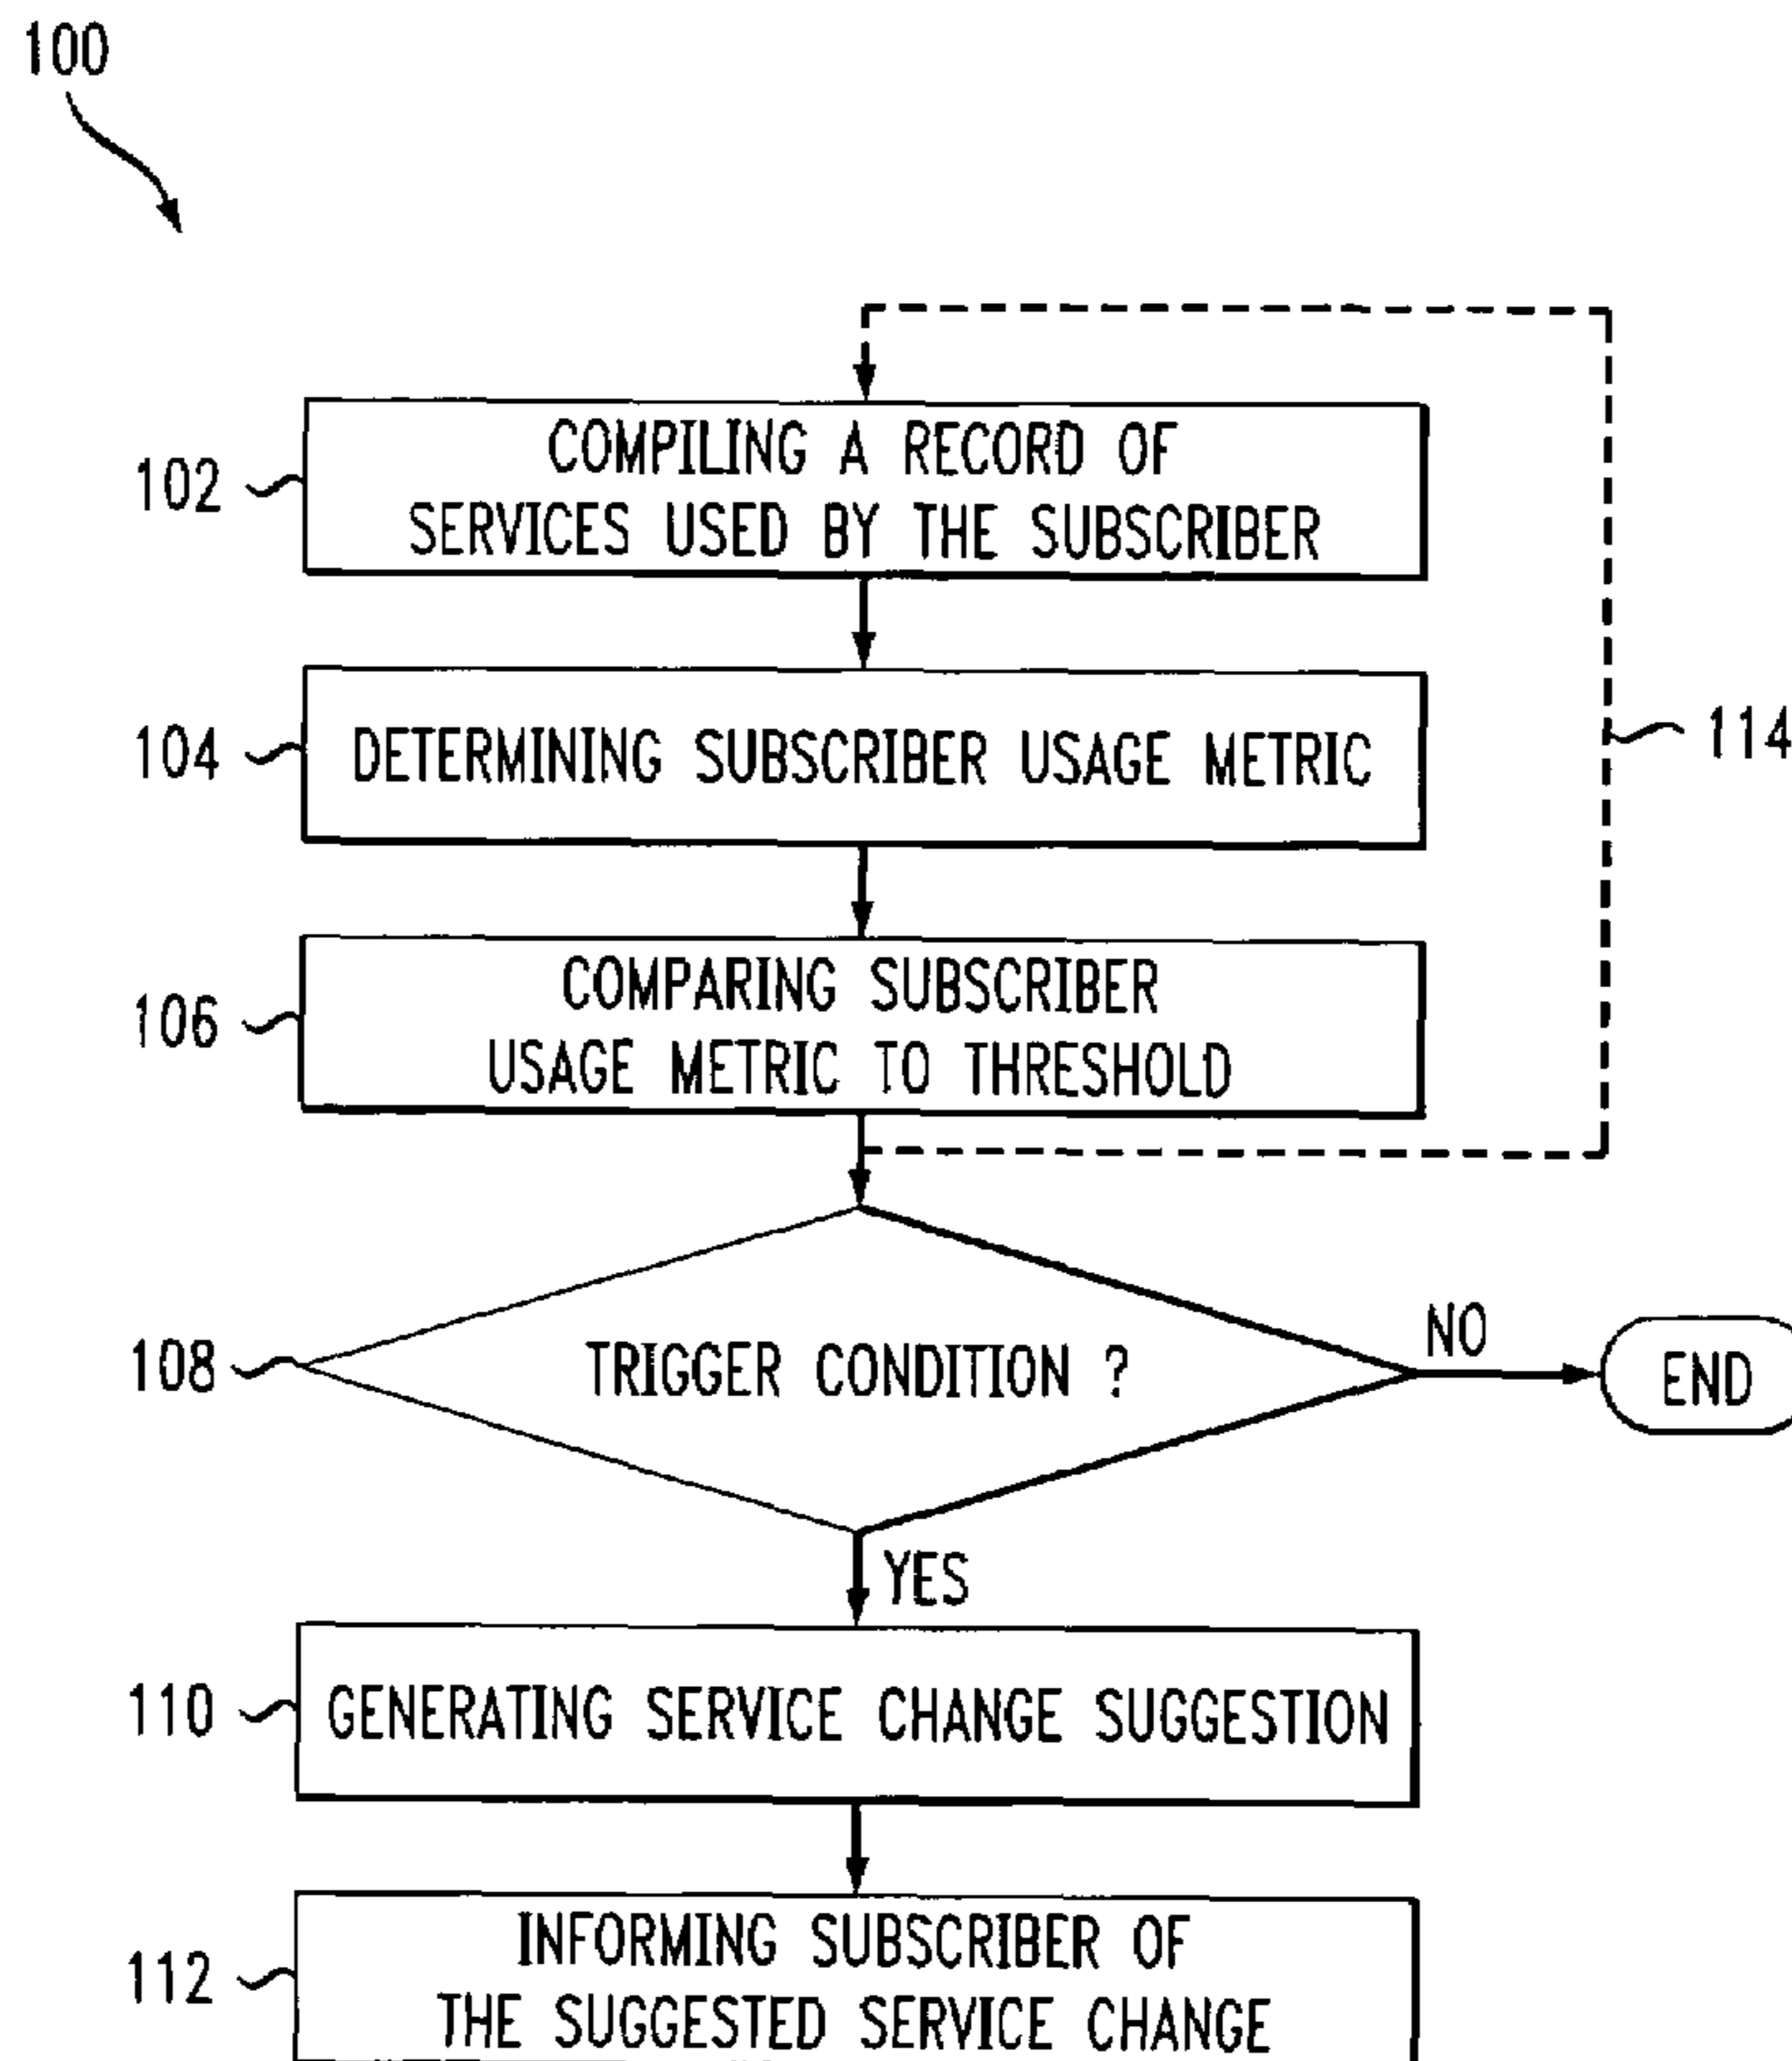 100
102
COMPILING A RECORD OF
SERVICES USED BY THE SUBSCRIBER
104
DETERMINING SUBSCRIBER USAGE METRIC
114
106
COMPARING SUBSCRIBER
USAGE METRIC TO THRESHOLD
108
TRIGGER CONDITION ?
NO
END
YES
110
GENERATING SERVICE CHANGE SUGGESTION
112
INFORMING SUBSCRIBER OF
THE SUGGESTED SERVICE CHANGE